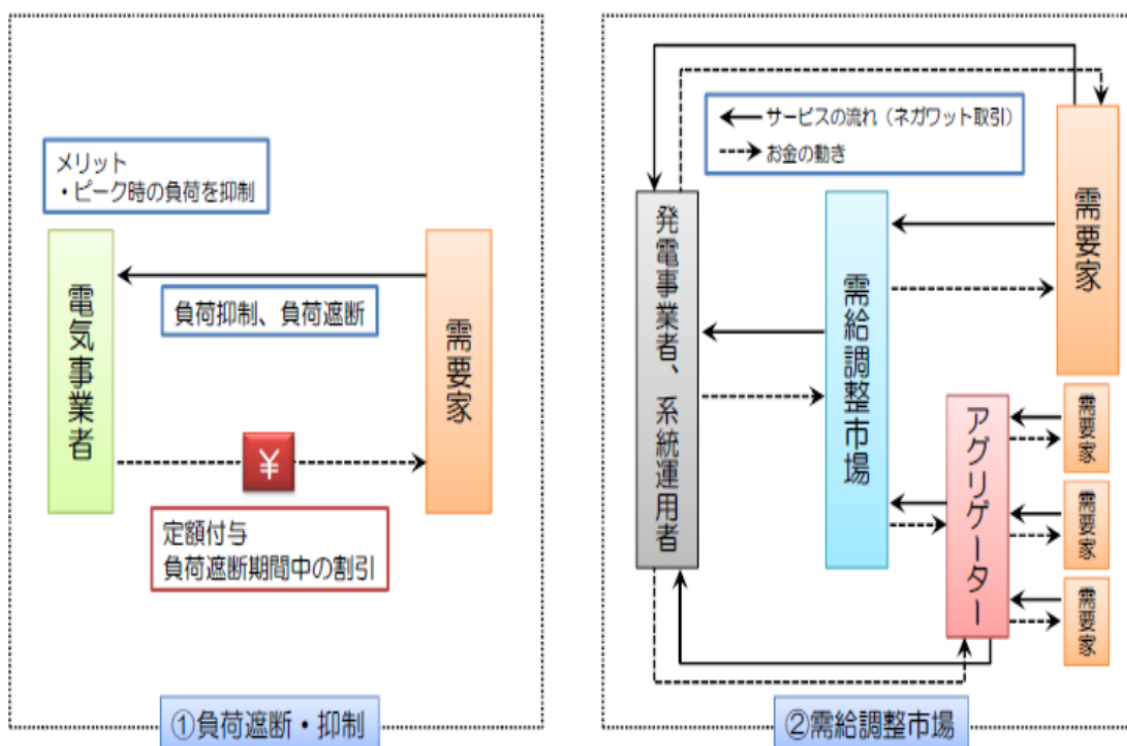 メリット
・ピーク時の負荷を抑制
電気事業者
需要家
負荷抑制、負荷遮断
¥
定額付与
負荷遮断期間中の割引
①負荷遮断・抑制
サービスの流れ（ネガワット取引）
お金の動き
発電事業者、系統運用者
需給調整市場
需要家
アグリゲーター
需要家
需要家
需要家
②需給調整市場